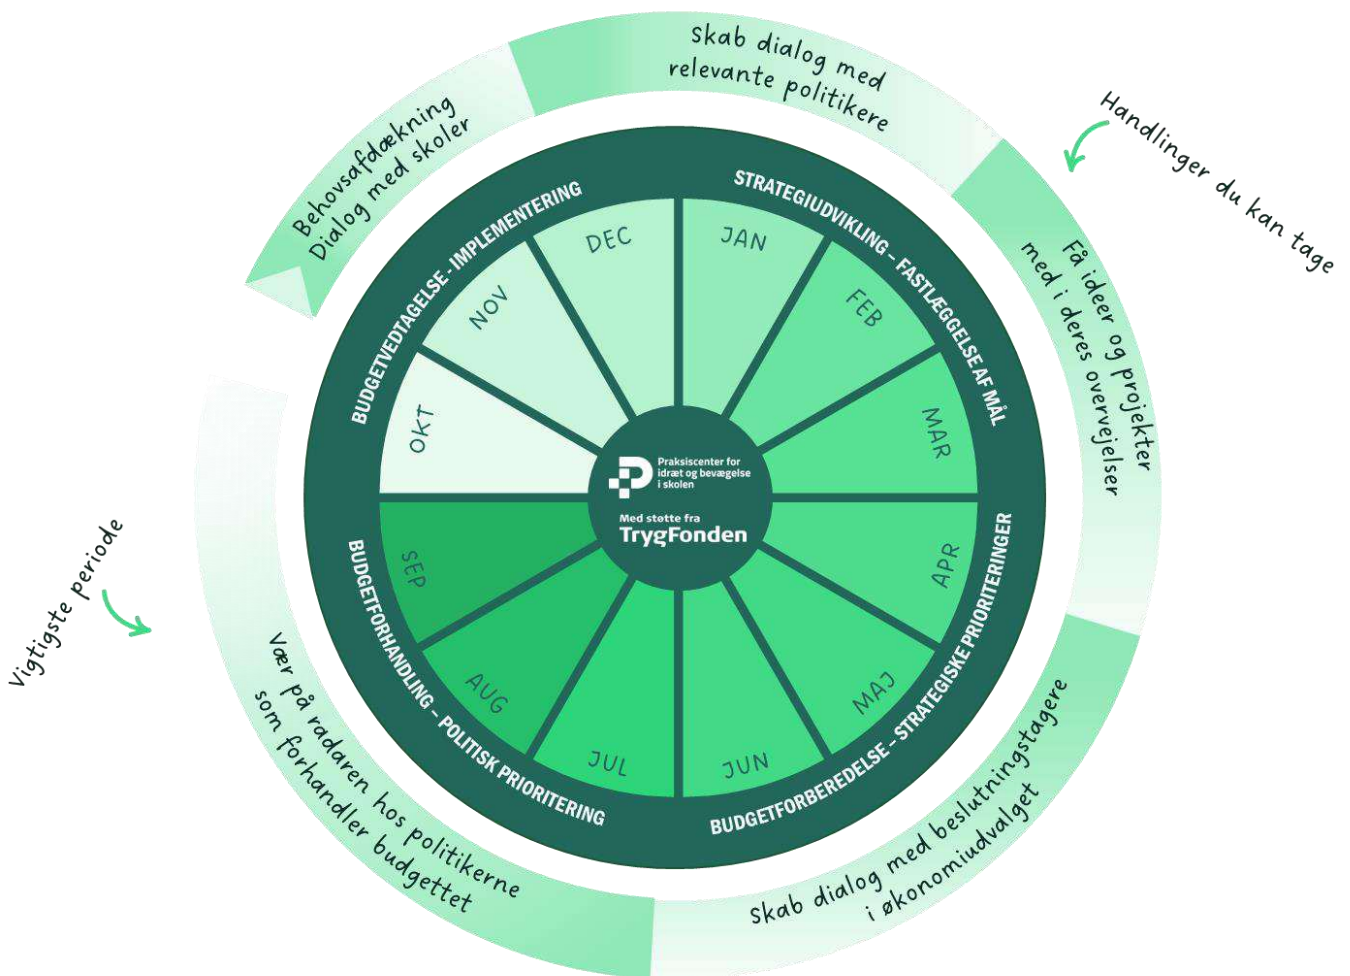 Skab dialog med
relevante politikere
Handlinger du kan tage
Få ideer og projekter
med i deres overvejelser
Skab dialog med beslutningstagere
i økonomiudvalget
Vær på radaren hos politikerne
som forhandler budgettet
Vigtigste periode
Behovsafdækning
Dialog med skoler
STRATEGIUDVIKLING – FASTLÆGGELSE AF MÅL
BUDGETFORBEREDELSE – STRATEGISKE PRIORITERINGER
BUDGETFORHANDLING – POLITISK PRIORITERING
BUDGETVEDTAGELSE - IMPLEMENTERING
JAN
FEB
MAR
APR
MAJ
JUN
JUL
AUG
SEP
OKT
NOV
DEC
Praksiscenter for
idræt og bevægelse
i skolen
Med støtte fra
TrygFonden